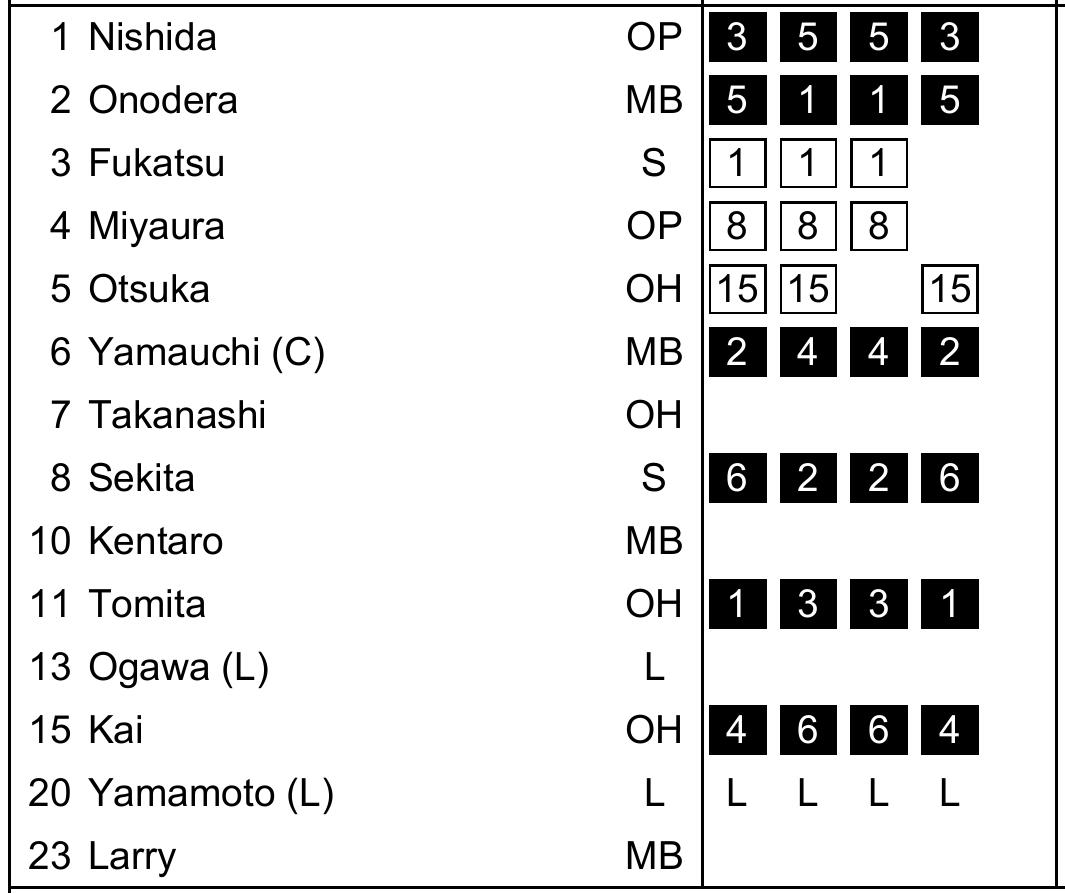 1 Nishida OP 3 5 5 3
2 Onodera MB 5 1 1 5
3 Fukatsu S 1 1 1
4 Miyaura OP 8 8 8
5 Otsuka OH 15 15 15
6 Yamauchi (C) MB 2 4 4 2
7 Takanashi OH
8 Sekita S 6 2 2 6
10 Kentaro MB
11 Tomita OH 1 3 3 1
13 Ogawa (L) L
15 Kai OH 4 6 6 4
20 Yamamoto (L) L L L L L
23 Larry MB